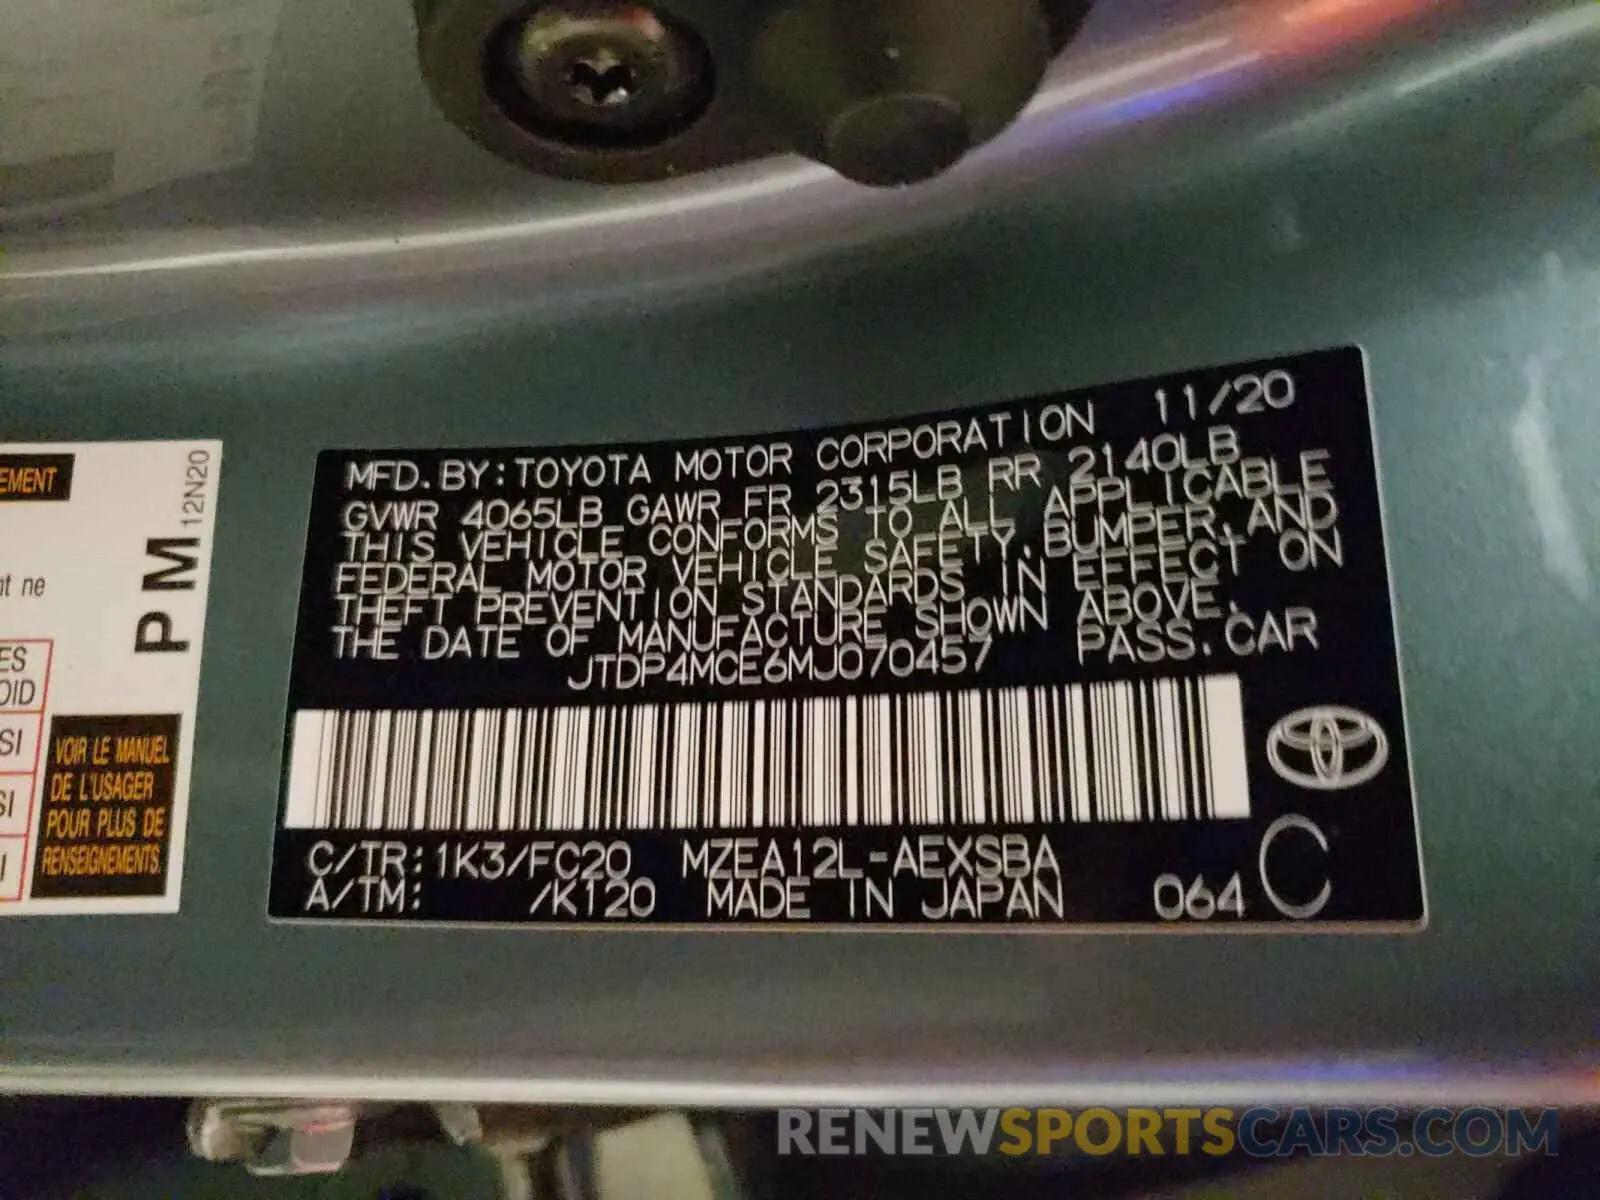 EMENT
nt ne
ES
OID
SI
SI
I
PM 12N20
VOIR LE MANUEL
DE L'USAGER
POUR PLUS DE
RENSEIGNEMENTS.
MFD. BY: TOYOTA MOTOR CORPORATION 11/20
GVWR 4065LB GAWR FR 2315LB RR 2140LB
THIS VEHICLE CONFORMS TO ALL APPLICABLE
FEDERAL MOTOR VEHICLE SAFETY, BUMPER, AND
THEFT PREVENTION STANDARDS IN EFFECT ON
THE DATE OF MANUFACTURE SHOWN ABOVE.
JTDP4MCE6MJ070457 PASS. CAR
C/TR: 1K3/FC20 MZEA12L-AEXSBA
A/TM: /K120 MADE IN JAPAN 064 C
RENEWSPORTSCARS.COM